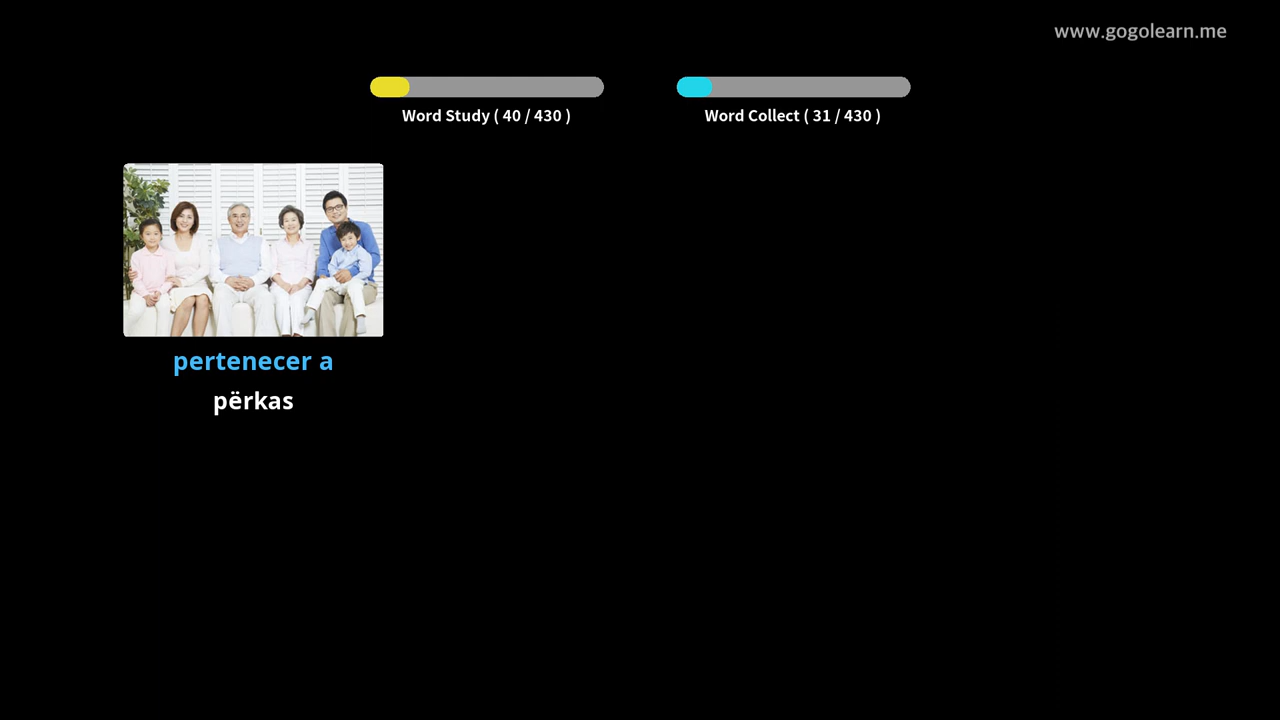 www.gogolearn.me
Word Study ( 40 / 430 )
Word Collect ( 31 / 430 )
pertenecer a
përkas